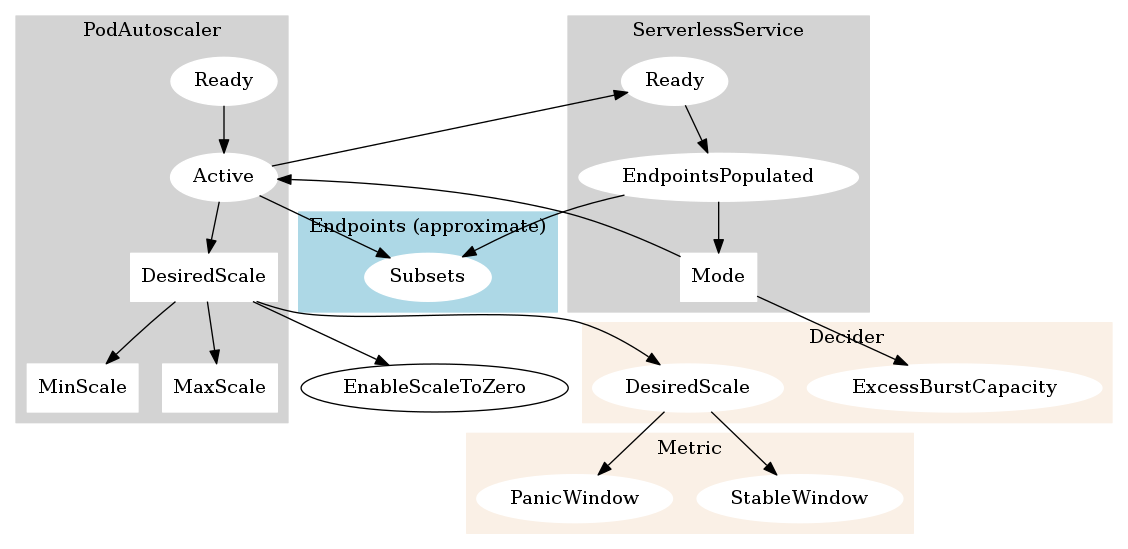 PodAutoscaler
ServerlessService
Ready
Ready
Active
EndpointsPopulated
Endpoints (approximate)
DesiredScale
Subsets
Mode
Decider
MinScale
MaxScale
EnableScaleToZero
DesiredScale
ExcessBurstCapacity
Metric
PanicWindow
StableWindow